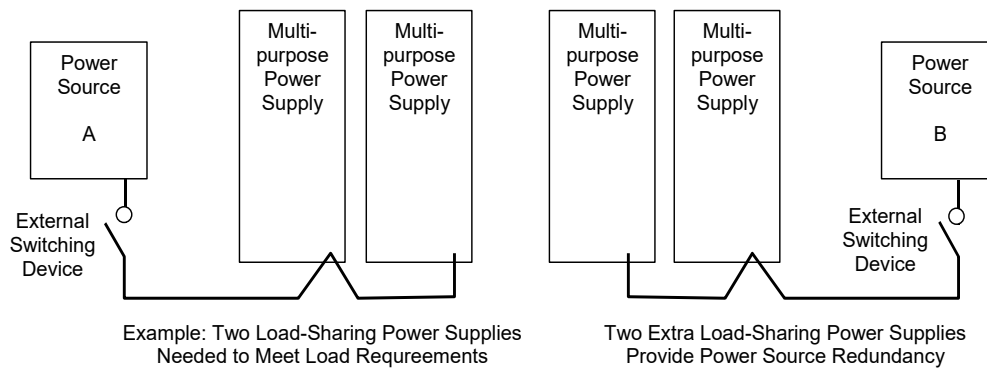 Power
Source
A
External
Switching
Device
Multi-
purpose
Power
Supply
Multi-
purpose
Power
Supply
Example: Two Load-Sharing Power Supplies
Needed to Meet Load Requreements
Multi-
purpose
Power
Supply
Multi-
purpose
Power
Supply
Power
Source
B
External
Switching
Device
Two Extra Load-Sharing Power Supplies
Provide Power Source Redundancy